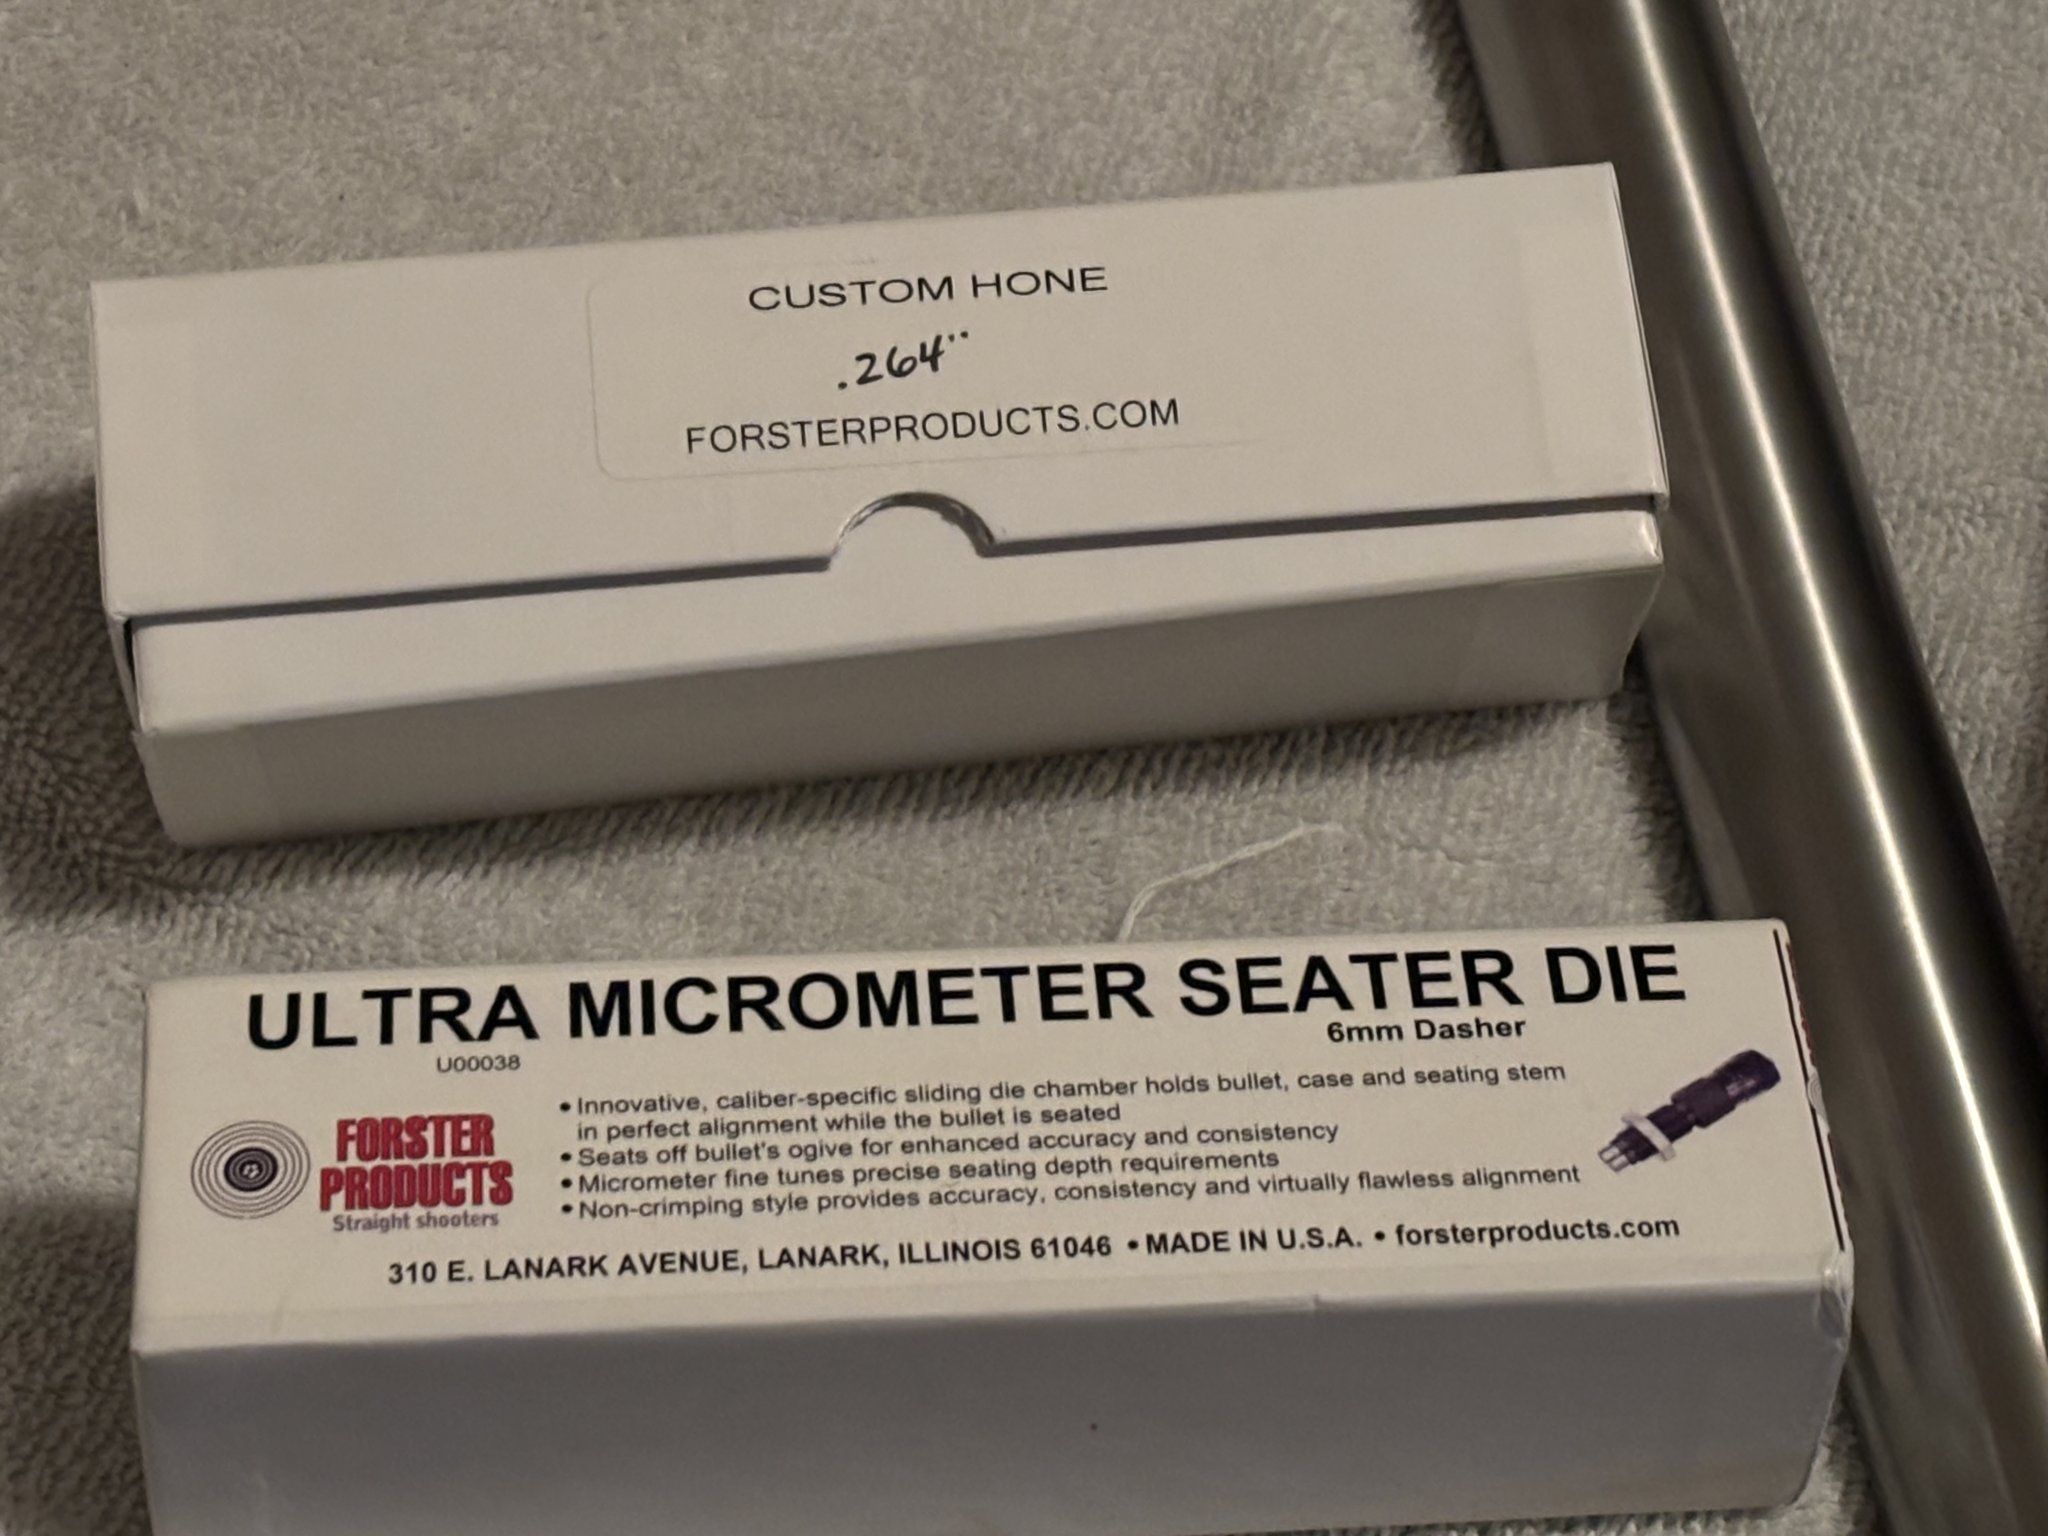 CUSTOM HONE
.264"
FORSTERPRODUCTS.COM
ULTRA MICROMETER SEATER DIE
6mm Dasher
U00038
FORSTER
PRODUCTS
Straight shooters
• Innovative, caliber-specific sliding die chamber holds bullet, case and seating stem
in perfect alignment while the bullet is seated
• Seats off bullet's ogive for enhanced accuracy and consistency
• Micrometer fine tunes precise seating depth requirements
• Non-crimping style provides accuracy, consistency and virtually flawless alignment
310 E. LANARK AVENUE, LANARK, ILLINOIS 61046 • MADE IN U.S.A. • forsterproducts.com